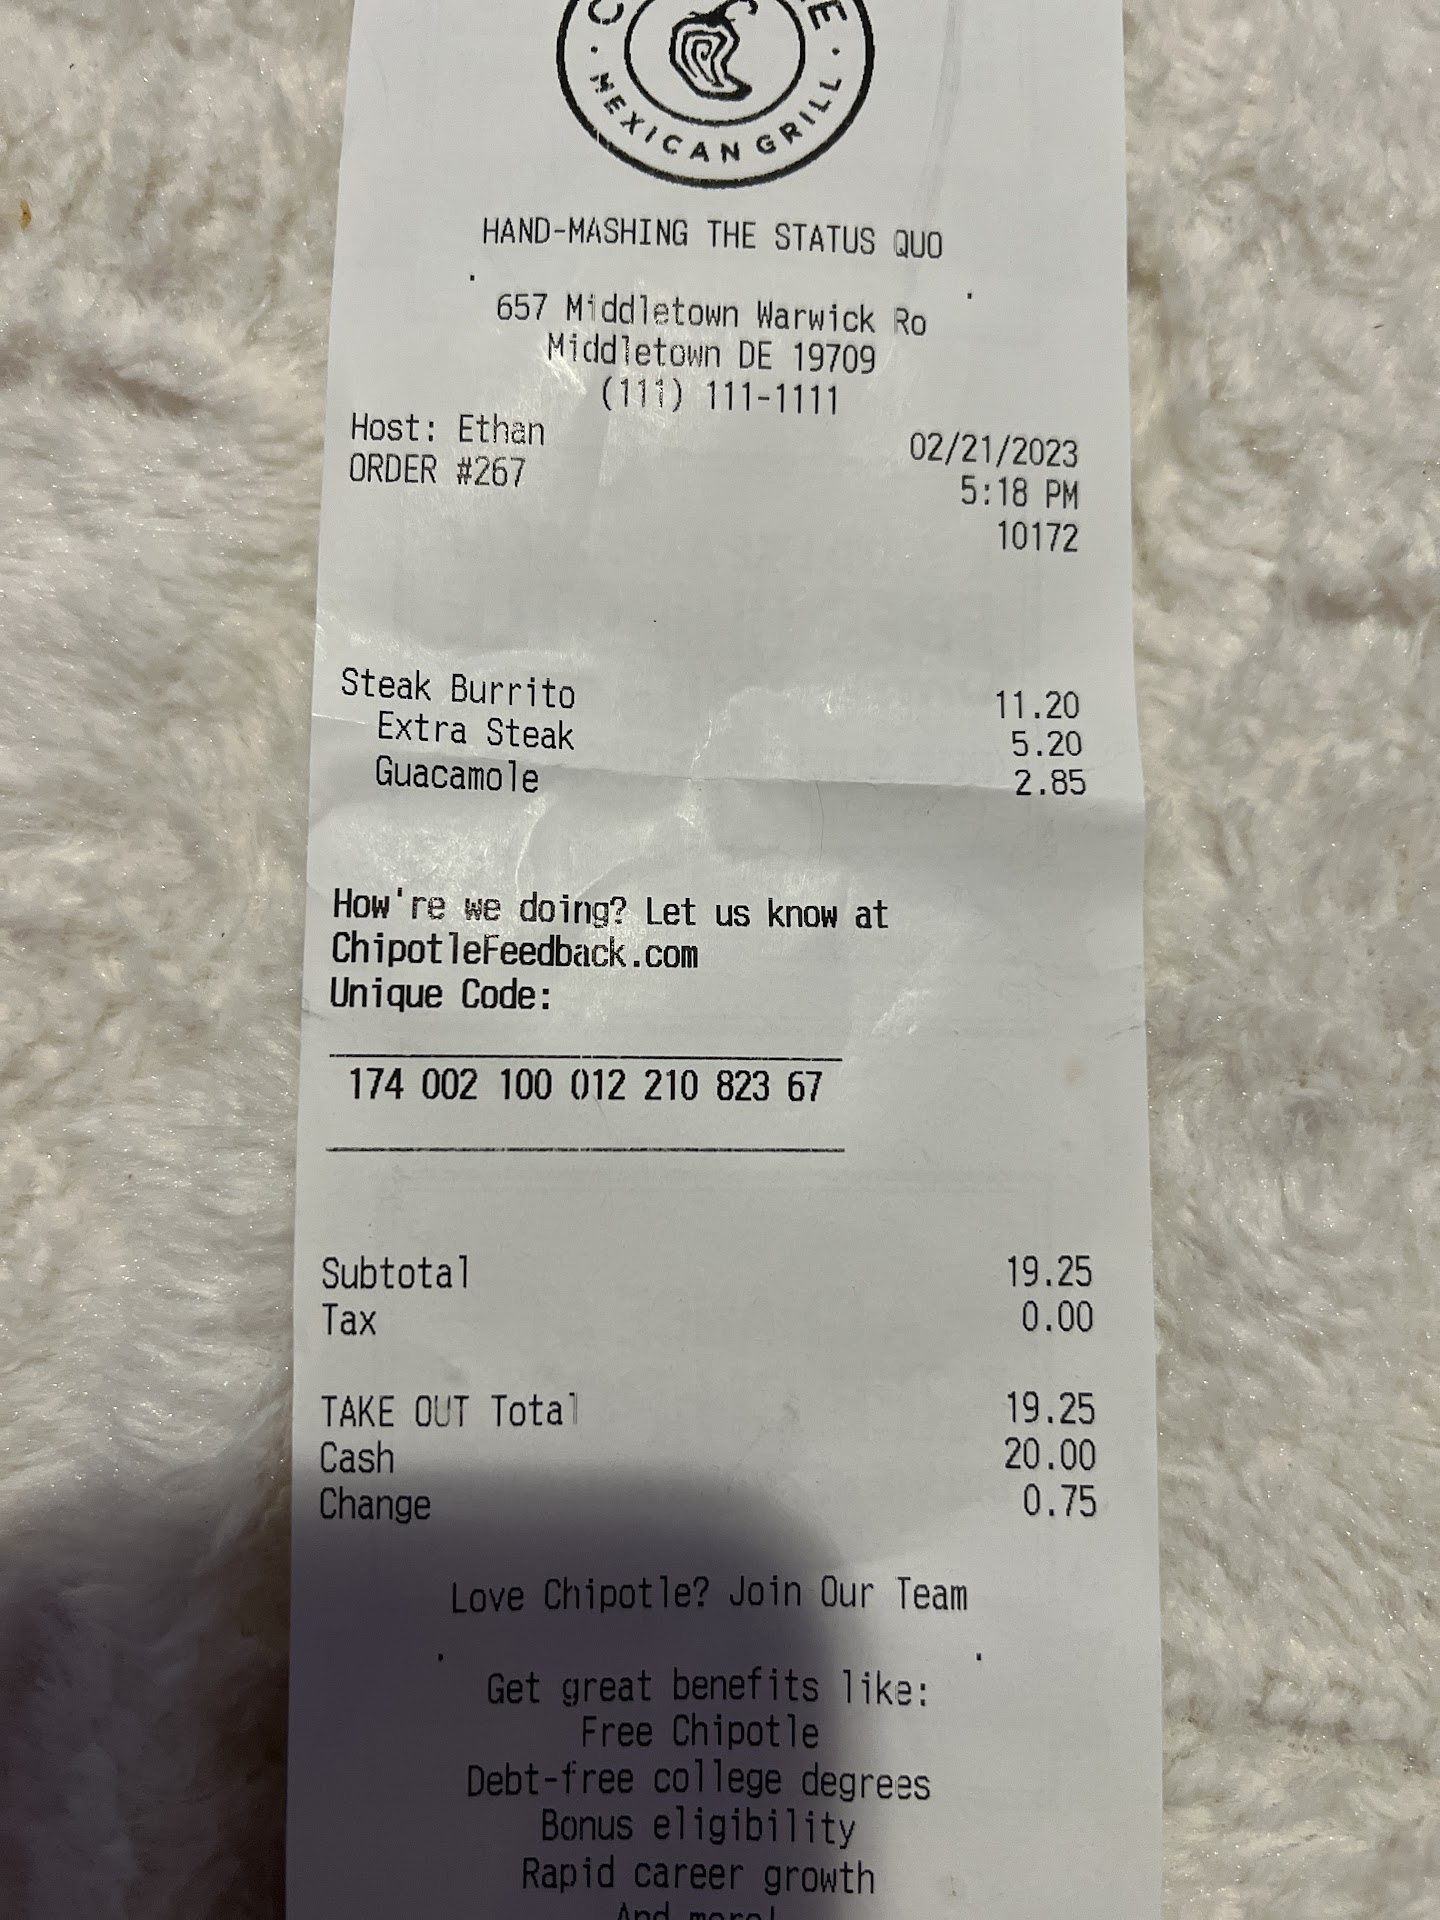 MEXICAN GRILL
HAND-MASHING THE STATUS QUO
657 Middletown Warwick Ro
Middletown DE 19709
(111) 111-1111
Host: Ethan
ORDER #267
02/21/2023
5:18 PM
10172
Steak Burrito 11.20
Extra Steak 5.20
Guacamole 2.85
How're we doing? Let us know at
ChipotleFeedback.com
Unique Code:
174 002 100 012 210 823 67
Subtotal 19.25
Tax 0.00
TAKE OUT Total 19.25
Cash 20.00
Change 0.75
Love Chipotle? Join Our Team
Get great benefits like:
Free Chipotle
Debt-free college degrees
Bonus eligibility
Rapid career growth
And more!